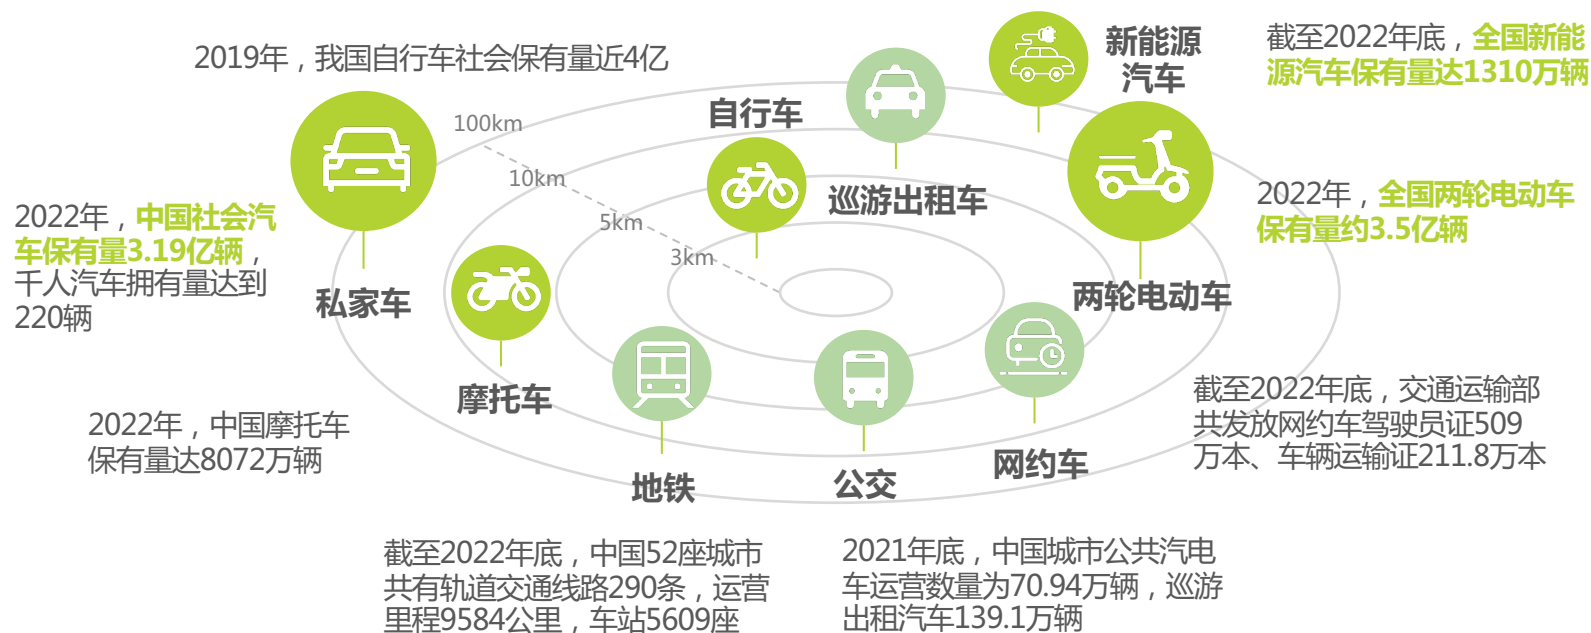 2019年，我国自行车社会保有量近4亿
新能源
汽车
截至2022年底，全国新能
源汽车保有量达1310万辆
自行车
100km
10km
5km
3km
巡游出租车
2022年，中国社会汽
车保有量3.19亿辆，
千人汽车拥有量达到
220辆
私家车
2022年，全国两轮电动车
保有量约3.5亿辆
两轮电动车
摩托车
2022年，中国摩托车
保有量达8072万辆
地铁
公交
网约车
截至2022年底，交通运输部
共发放网约车驾驶员证509
万本、车辆运输证211.8万本
截至2022年底，中国52座城市
共有轨道交通线路290条，运营
里程9584公里，车站5609座
2021年底，中国城市公共汽电
车运营数量为70.94万辆，巡游
出租汽车139.1万辆